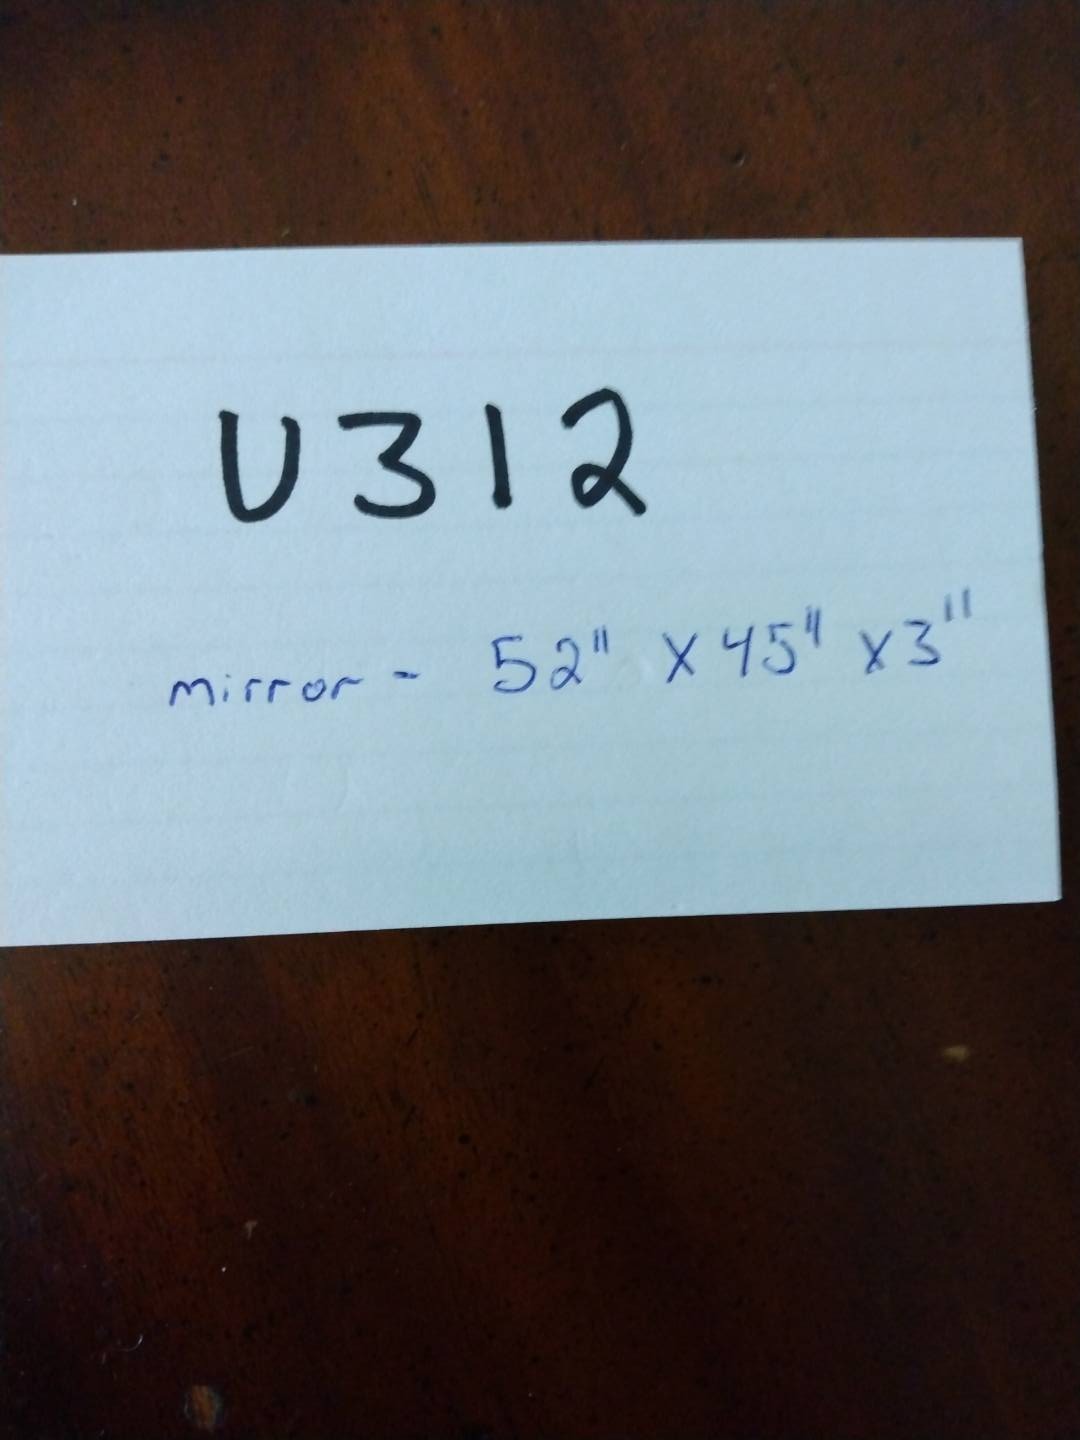 U312
mirror - 52" x 45" x 3"